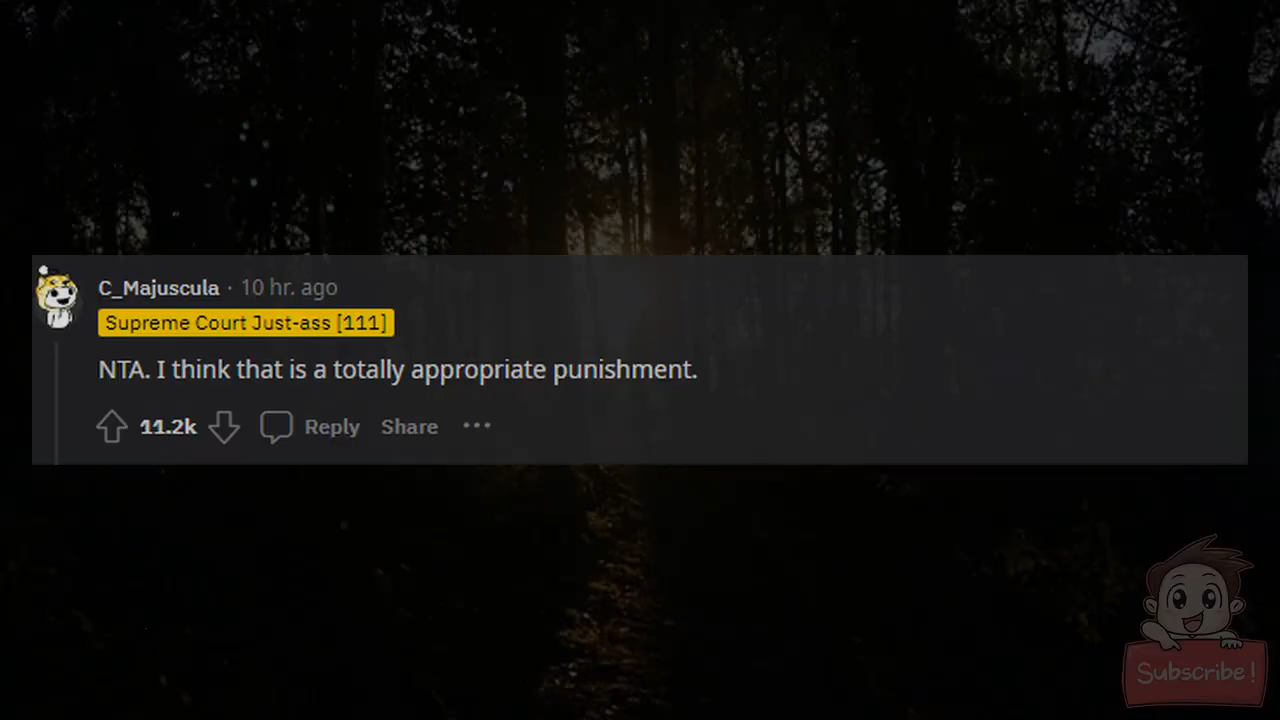 C_Majuscula · 10 hr. ago
Supreme Court Just-ass [111]
NTA. I think that is a totally appropriate punishment.
11.2k Reply Share ···
Subscribe!